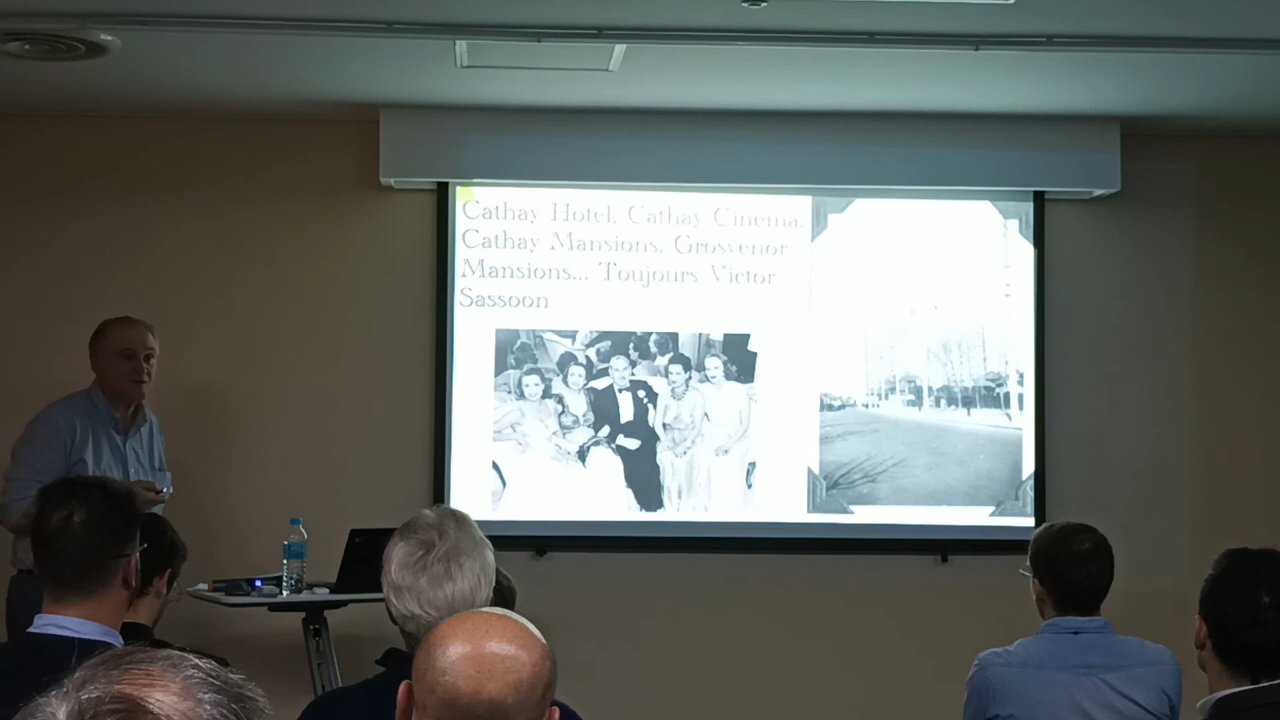 Cathay Hotel, Cathay Cinema,
Cathay Mansions, Grosvenor
Mansions... Toujours Victor
Sassoon